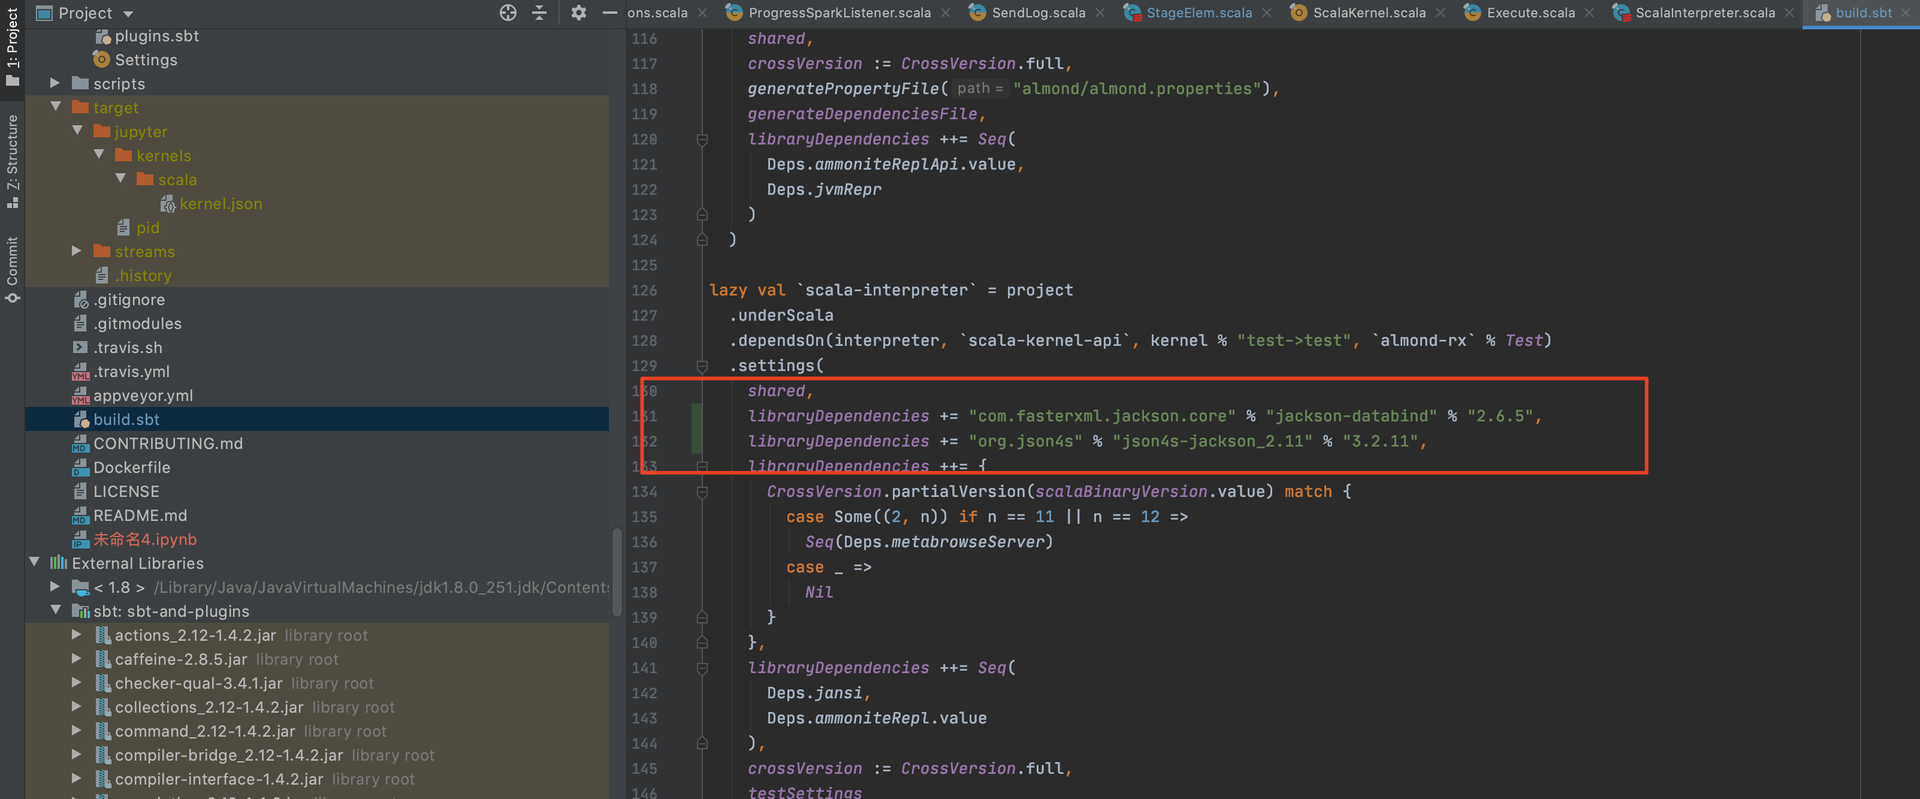 Project
ons.scala
ProgressSparkListener.scala
SendLog.scala
StageElem.scala
ScalaKernel.scala
Execute.scala
ScalaInterpreter.scala
build.sbt
1: Project
Z: Structure
Commit
plugins.sbt
Settings
scripts
target
jupyter
kernels
scala
kernel.json
pid
streams
.history
.gitignore
.gitmodules
.travis.sh
.travis.yml
appveyor.yml
build.sbt
CONTRIBUTING.md
Dockerfile
LICENSE
README.md
未命名4.ipynb
External Libraries
< 1.8 > /Library/Java/JavaVirtualMachines/jdk1.8.0_251.jdk/Content
sbt: sbt-and-plugins
actions_2.12-1.4.2.jar library root
caffeine-2.8.5.jar library root
checker-qual-3.4.1.jar library root
collections_2.12-1.4.2.jar library root
command_2.12-1.4.2.jar library root
compiler-bridge_2.12-1.4.2.jar library root
compiler-interface-1.4.2.jar library root
116 shared,
117 crossVersion := CrossVersion.full,
118 generatePropertyFile( path = "almond/almond.properties"),
119 generateDependenciesFile,
120 libraryDependencies ++= Seq(
121 Deps.ammoniteReplApi.value,
122 Deps.jvmRepr
123 )
124 )
125
126 lazy val `scala-interpreter` = project
127 .underScala
128 .dependsOn(interpreter, `scala-kernel-api`, kernel % "test->test", `almond-rx` % Test)
129 .settings(
130 shared,
131 libraryDependencies += "com.fasterxml.jackson.core" % "jackson-databind" % "2.6.5",
132 libraryDependencies += "org.json4s" % "json4s-jackson_2.11" % "3.2.11",
133 libraryDependencies ++= {
134 CrossVersion.partialVersion(scalaBinaryVersion.value) match {
135 case Some((2, n)) if n == 11 || n == 12 =>
136 Seq(Deps.metabrowseServer)
137 case _ =>
138 Nil
139 }
140 },
141 libraryDependencies ++= Seq(
142 Deps.jansi,
143 Deps.ammoniteRepl.value
144 ),
145 crossVersion := CrossVersion.full,
146 testSettings